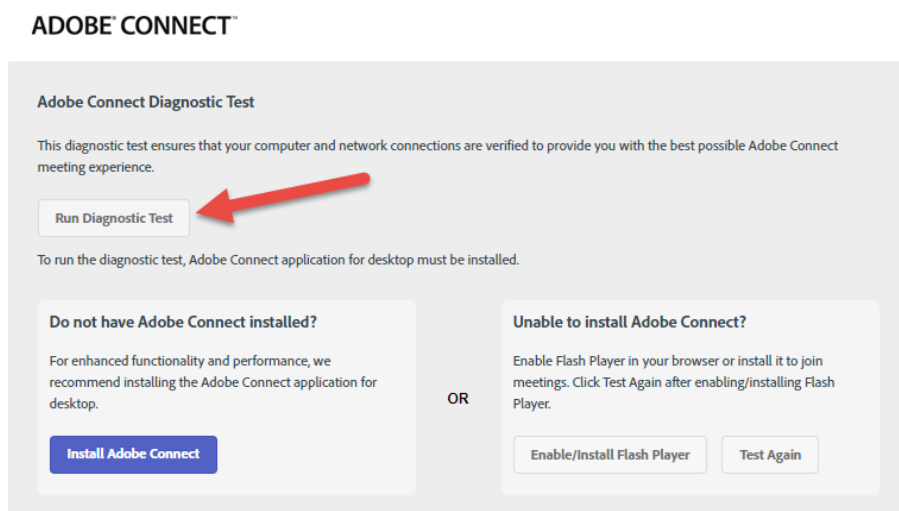 ADOBE® CONNECT™
Adobe Connect Diagnostic Test
This diagnostic test ensures that your computer and network connections are verified to provide you with the best possible Adobe Connect
meeting experience.
Run Diagnostic Test
To run the diagnostic test, Adobe Connect application for desktop must be installed.
Do not have Adobe Connect installed?
For enhanced functionality and performance, we
recommend installing the Adobe Connect application for
desktop.
Install Adobe Connect
OR
Unable to install Adobe Connect?
Enable Flash Player in your browser or install it to join
meetings. Click Test Again after enabling/installing Flash
Player.
Enable/Install Flash Player
Test Again